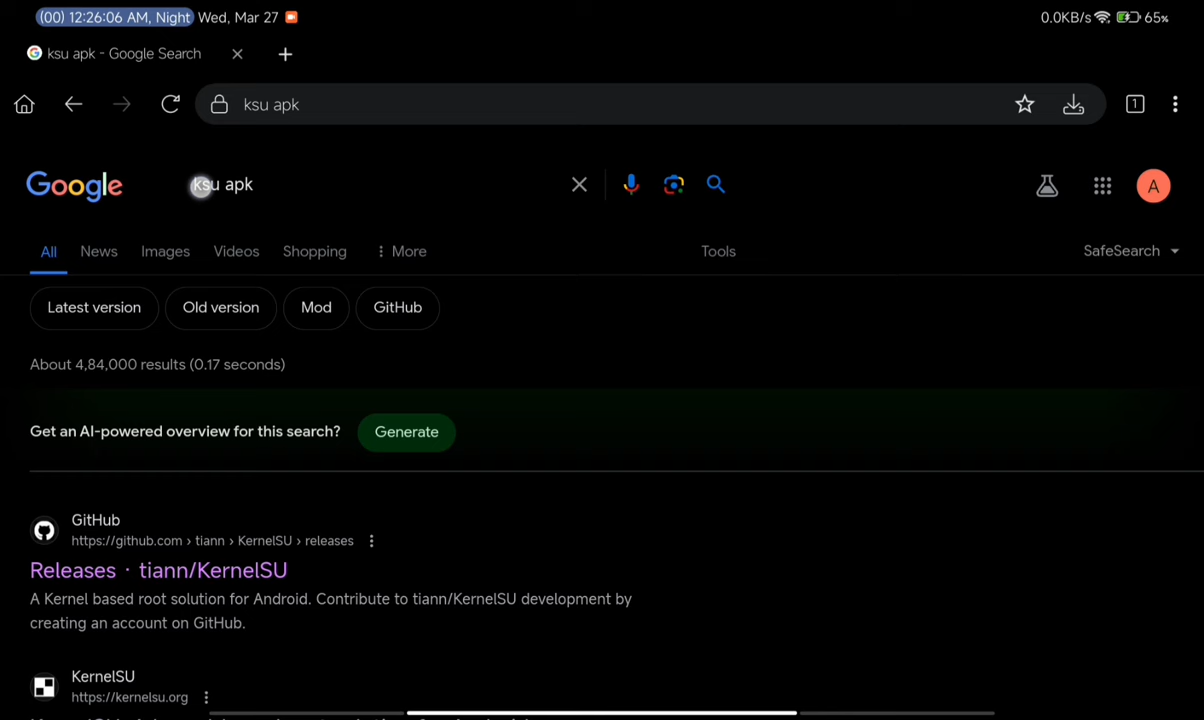 (00) 12:26:06 AM, Night Wed, Mar 27 0.0KB/s 65%
ksu apk - Google Search
ksu apk 1
Google ksu apk A
All News Images Videos Shopping More Tools SafeSearch
Latest version Old version Mod GitHub
About 4,84,000 results (0.17 seconds)
Get an AI-powered overview for this search? Generate
GitHub
https://github.com › tiann › KernelSU › releases
Releases · tiann/KernelSU
A Kernel based root solution for Android. Contribute to tiann/KernelSU development by
creating an account on GitHub.
KernelSU
https://kernelsu.org